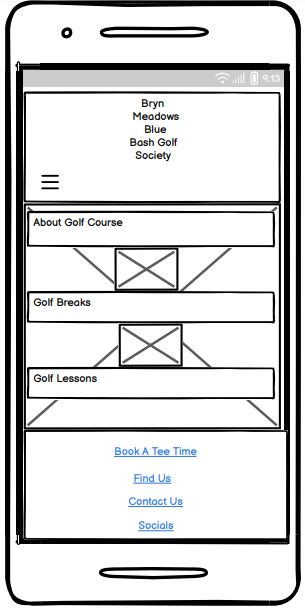 9:13
Bryn
Meadows
Blue
Bash Golf
Society
About Golf Course
Golf Breaks
Golf Lessons
Book A Tee Time
Find Us
Contact Us
Socials